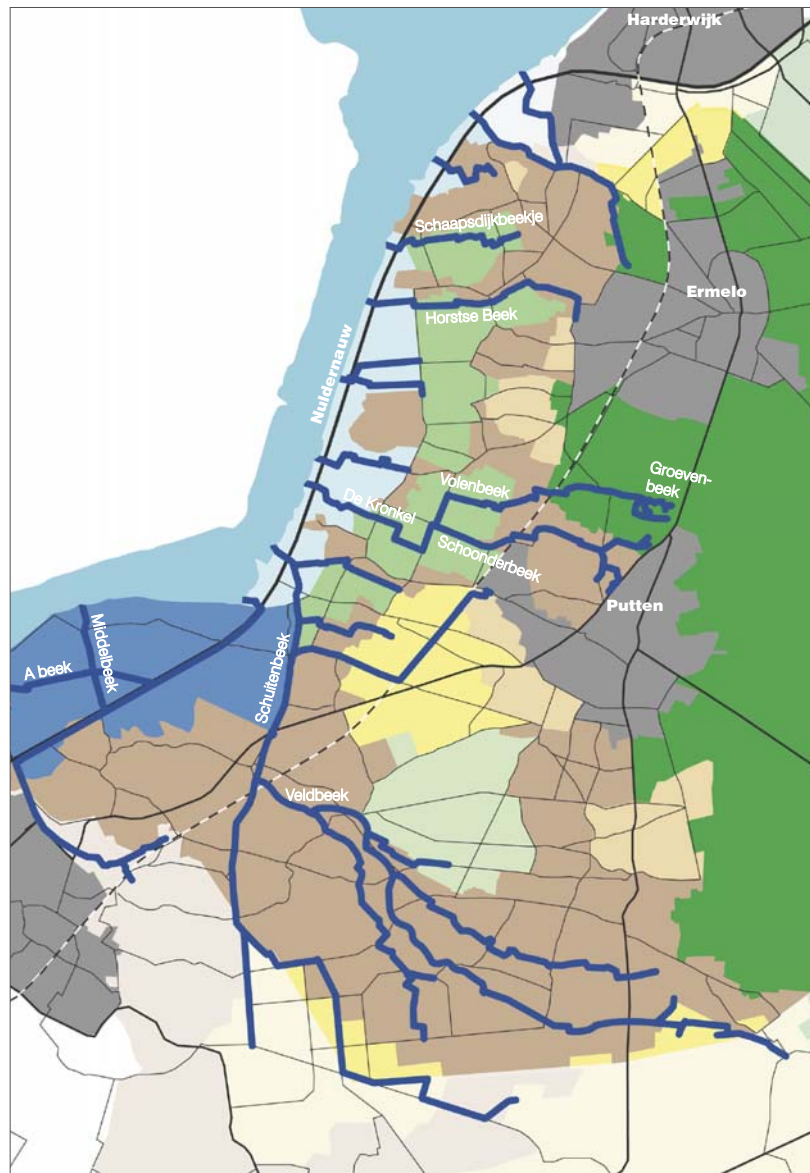 Harderwijk
Schaapsdijkbeekje
Ermelo
Horstse Beek
Nuldernauw
Groeven-
beek
Volenbeek
De Kronkel
Schoonderbeek
Putten
Middelbeek
A beek
Schuitenbeek
Veldbeek